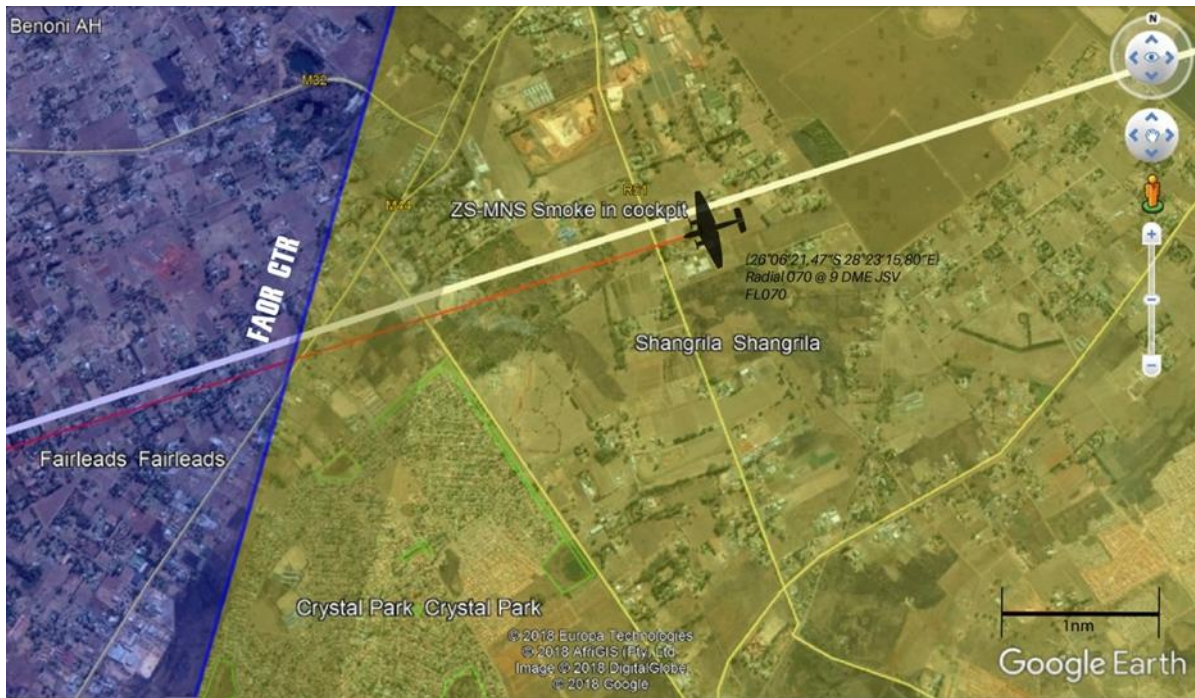 Benoni AH
N
M32
M44
R51
ZS-MNS Smoke in cockpit
(26°06'21,47"S 28°23'15,80"E)
Radial 070 @ 9 DME JSV
FL070
FAOR CTR
Shangrila Shangrila
Fairleads Fairleads
Crystal Park Crystal Park
1nm
© 2018 Europa Technologies
© 2018 AfriGIS (Pty) Ltd.
Image © 2018 DigitalGlobe
© 2018 Google
Google Earth